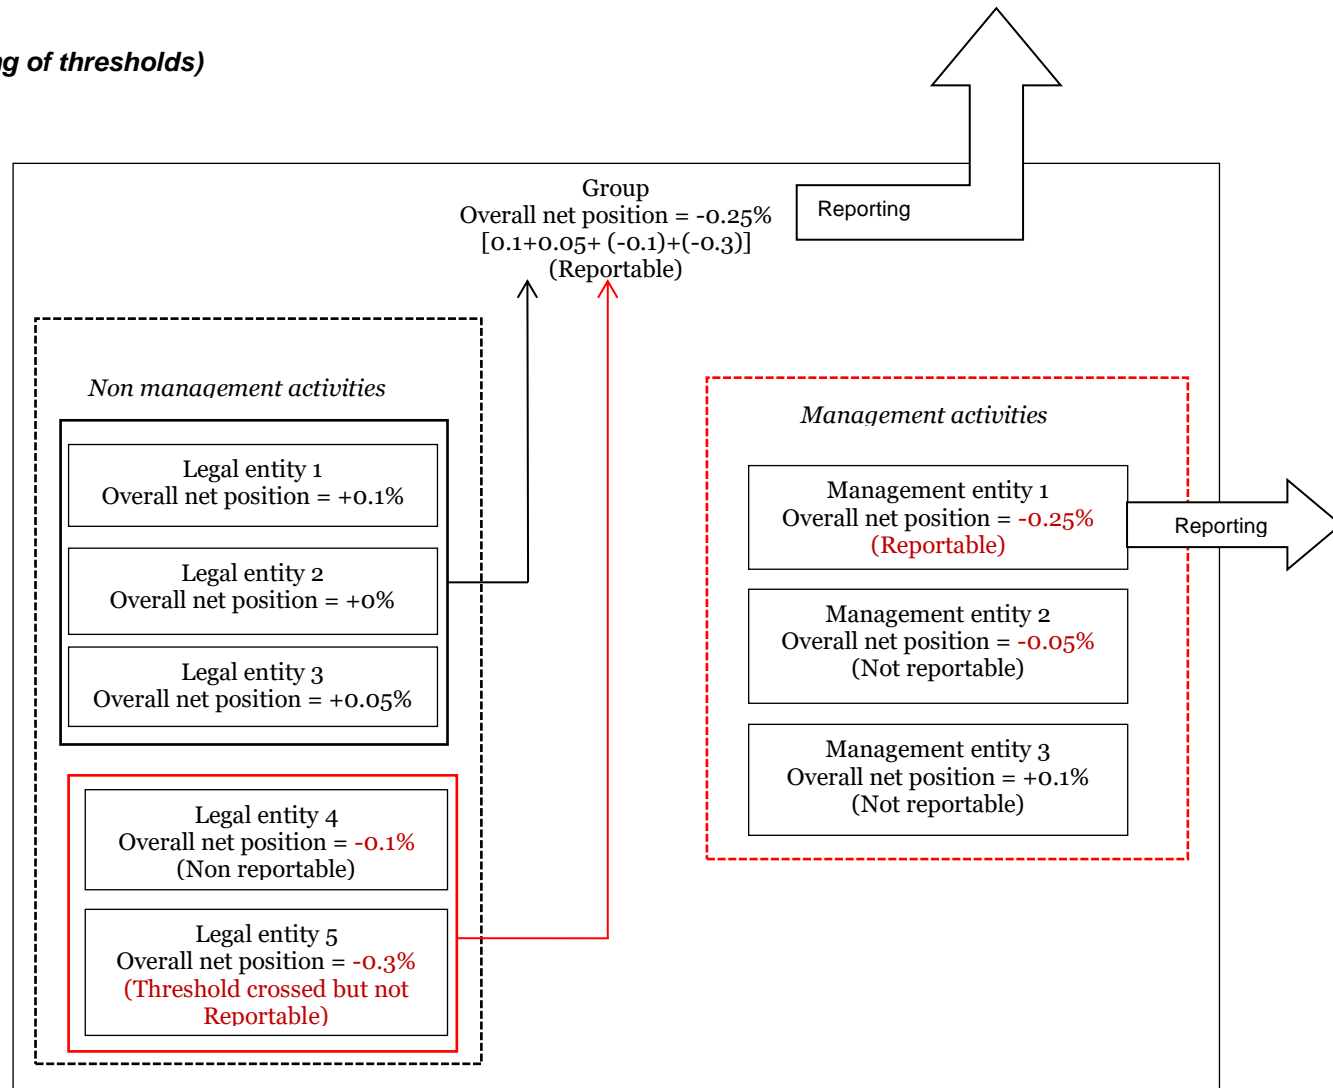 g of thresholds)
Group
Overall net position = -0.25%
[0.1+0.05+ (-0.1)+(-0.3)]
(Reportable)
Reporting
Non management activities
Legal entity 1
Overall net position = +0.1%
Legal entity 2
Overall net position = +0%
Legal entity 3
Overall net position = +0.05%
Legal entity 4
Overall net position = -0.1%
(Non reportable)
Legal entity 5
Overall net position = -0.3%
(Threshold crossed but not
Reportable)
Management activities
Management entity 1
Overall net position = -0.25%
(Reportable)
Reporting
Management entity 2
Overall net position = -0.05%
(Not reportable)
Management entity 3
Overall net position = +0.1%
(Not reportable)